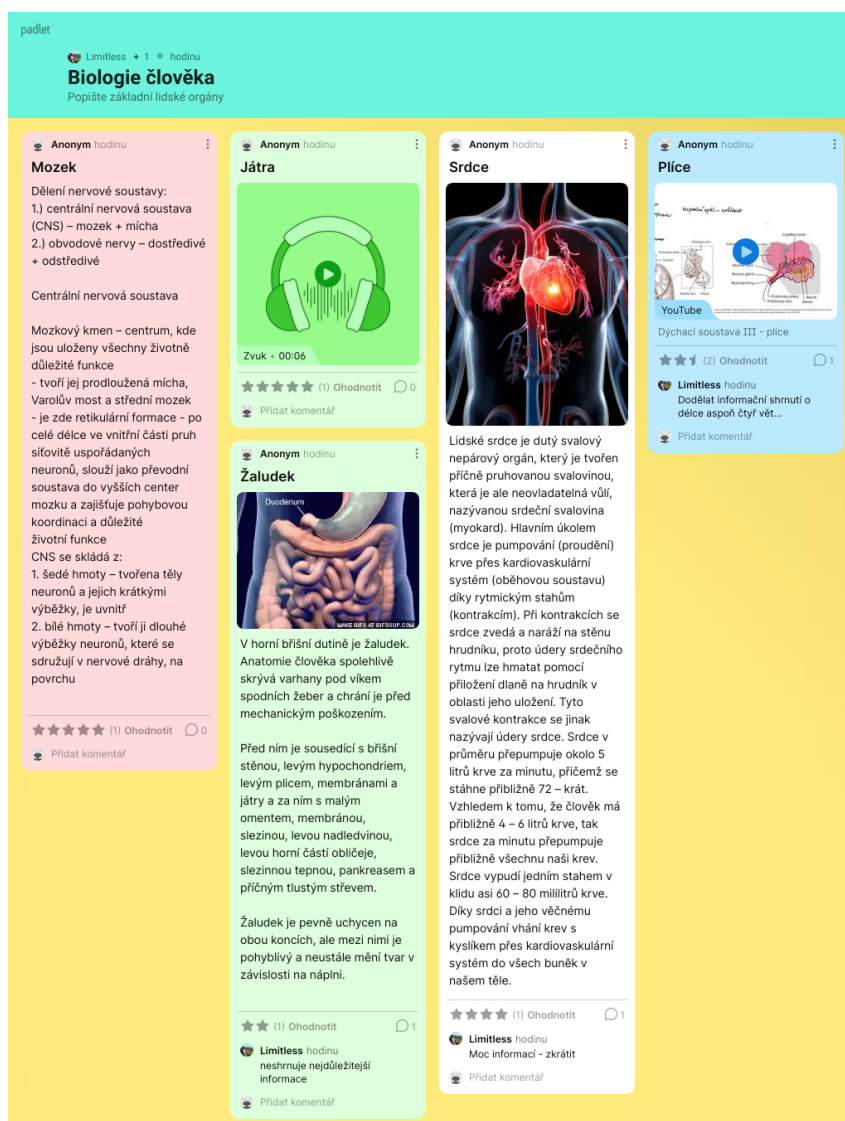 padlet
Limitless + 1 hodinu
Biologie člověka
Popište základní lidské orgány
Anonym hodinu
Mozek
Dělení nervové soustavy:
1.) centrální nervová soustava
(CNS) – mozek + mícha
2.) obvodové nervy – dostředivé
+ odstředivé
Centrální nervová soustava
Mozkový kmen – centrum, kde
jsou uloženy všechny životně
důležité funkce
- tvoří jej prodloužená mícha,
Varolův most a střední mozek
- je zde retikulární formace - po
celé délce ve vnitřní části pruh
síťovitě uspořádaných
neuronů, slouží jako převodní
soustava do vyšších center
mozku a zajišťuje pohybovou
koordinaci a důležité
životní funkce
CNS se skládá z:
1. šedé hmoty – tvořena těly
neuronů a jejich krátkými
výběžky, je uvnitř
2. bílé hmoty – tvoří ji dlouhé
výběžky neuronů, které se
sdružují v nervové dráhy, na
povrchu
(1) Ohodnotit 0
Přidat komentář
Anonym hodinu
Játra
Zvuk • 00:06
(1) Ohodnotit 0
Přidat komentář
Anonym hodinu
Žaludek
Duodenum
MAKE GIFS AT GIFSOUP.COM
V horní břišní dutině je žaludek.
Anatomie člověka spolehlivě
skrývá varhany pod víkem
spodních žeber a chrání je před
mechanickým poškozením.
Před ním je sousedící s břišní
stěnou, levým hypochondriem,
levým plicem, membránami a
játry a za ním s malým
omentem, membránou,
slezinou, levou nadledvinou,
levou horní částí obličeje,
slezinnou tepnou, pankreasem a
příčným tlustým střevem.
Žaludek je pevně uchycen na
obou koncích, ale mezi nimi je
pohyblivý a neustále mění tvar v
závislosti na náplni.
(1) Ohodnotit 1
Limitless hodinu
neshrnuje nejdůležitejší
informace
Přidat komentář
Anonym hodinu
Srdce
Lidské srdce je dutý svalový
nepárový orgán, který je tvořen
příčně pruhovanou svalovinou,
která je ale neovladatelná vůlí,
nazývanou srdeční svalovina
(myokard). Hlavním úkolem
srdce je pumpování (proudění)
krve přes kardiovaskulární
systém (oběhovou soustavu)
díky rytmickým stahům
(kontrakcím). Při kontrakcích se
srdce zvedá a naráží na stěnu
hrudníku, proto údery srdečního
rytmu lze hmatat pomocí
přiložení dlaně na hrudník v
oblasti jeho uložení. Tyto
svalové kontrakce se jinak
nazývají údery srdce. Srdce v
průměru přepumpuje okolo 5
litrů krve za minutu, přičemž se
stáhne přibližně 72 – krát.
Vzhledem k tomu, že člověk má
přibližně 4 – 6 litrů krve, tak
srdce za minutu přepumpuje
přibližně všechnu naši krev.
Srdce vypudí jedním stahem v
klidu asi 60 – 80 mililitrů krve.
Díky srdci a jeho věčnému
pumpování vhání krev s
kyslíkem přes kardiovaskulární
systém do všech buněk v
našem těle.
(1) Ohodnotit 1
Limitless hodinu
Moc informací - zkrátit
Přidat komentář
Anonym hodinu
Plíce
YouTube
Dýchací soustava III - plíce
(2) Ohodnotit 1
Limitless hodinu
Dodělat informační shrnutí o
délce aspoň čtyř vět...
Přidat komentář